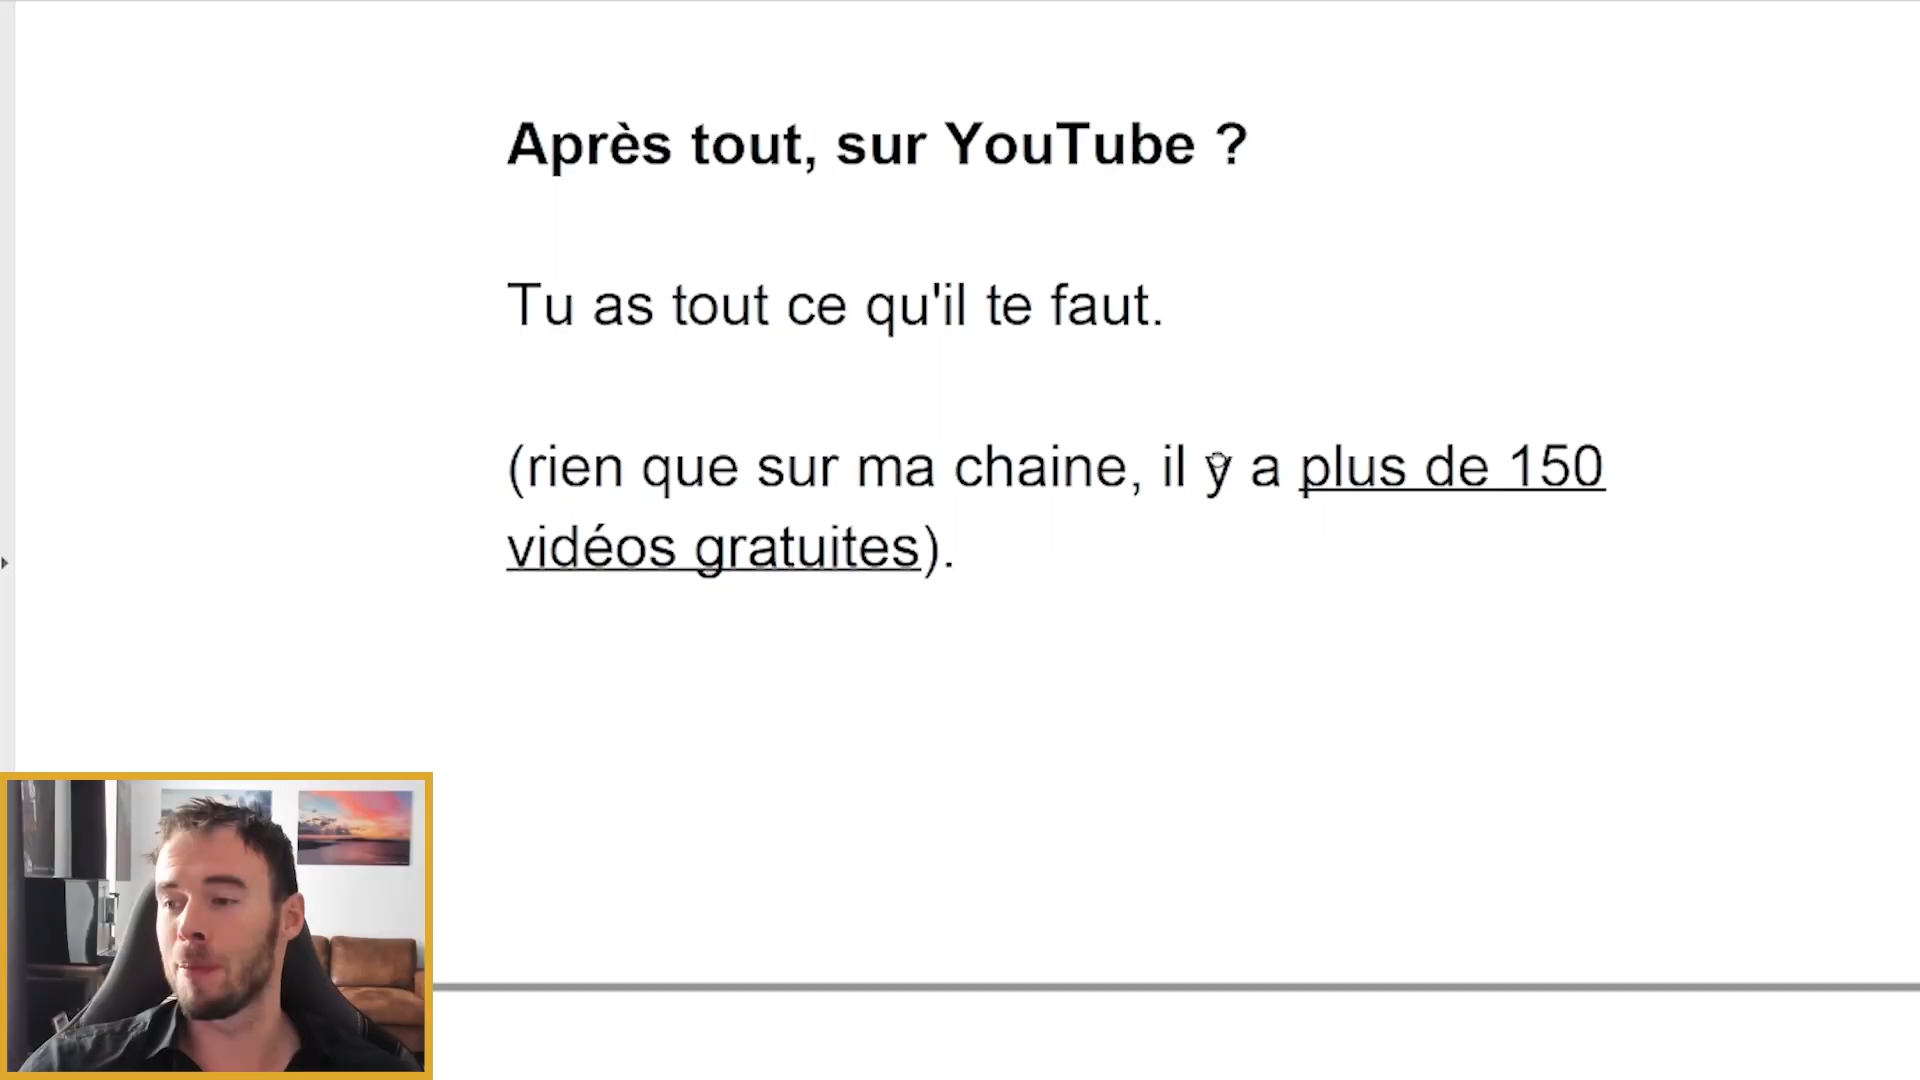 Après tout, sur YouTube ?
Tu as tout ce qu'il te faut.
(rien que sur ma chaine, il y a plus de 150
vidéos gratuites).